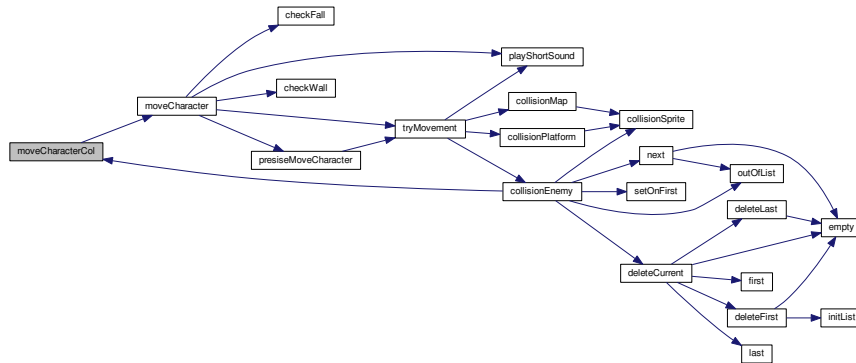 checkFall
playShortSound
checkWall
moveCharacter
collisionMap
collisionSprite
tryMovement
collisionPlatform
moveCharacterCol
presiseMoveCharacter
next
outOfList
collisionEnemy
setOnFirst
deleteLast
empty
deleteCurrent
first
deleteFirst
initList
last